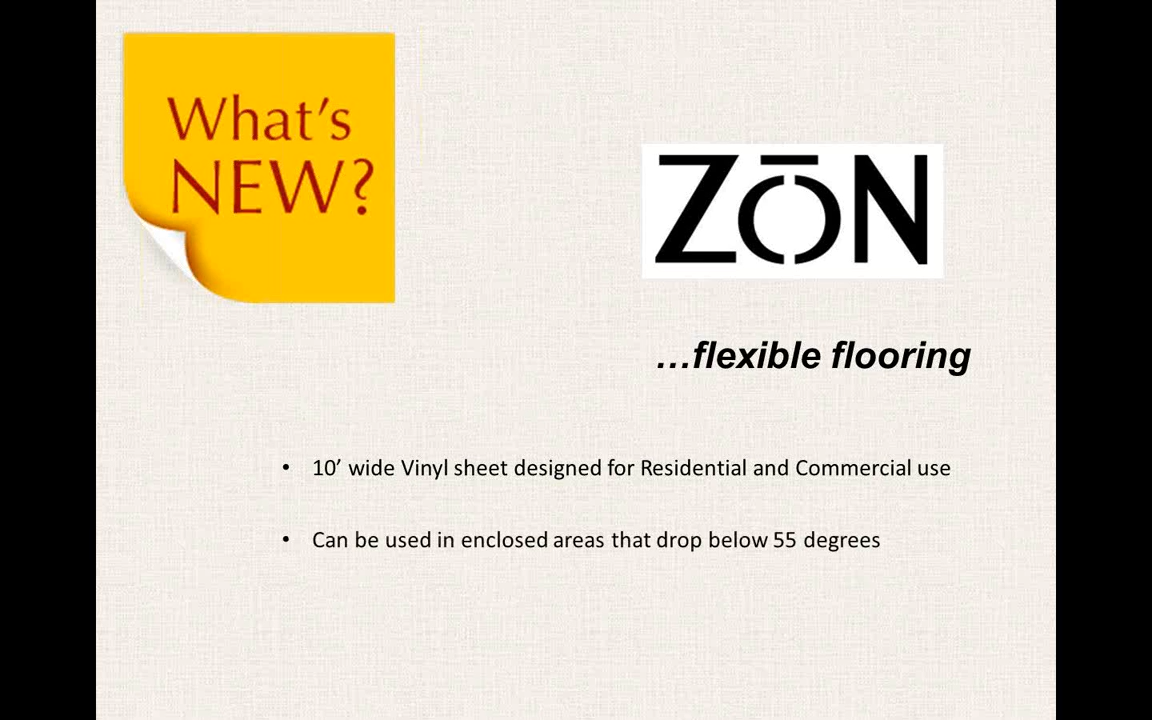 What's
NEW?
ZōN
…flexible flooring
• 10’ wide Vinyl sheet designed for Residential and Commercial use
• Can be used in enclosed areas that drop below 55 degrees